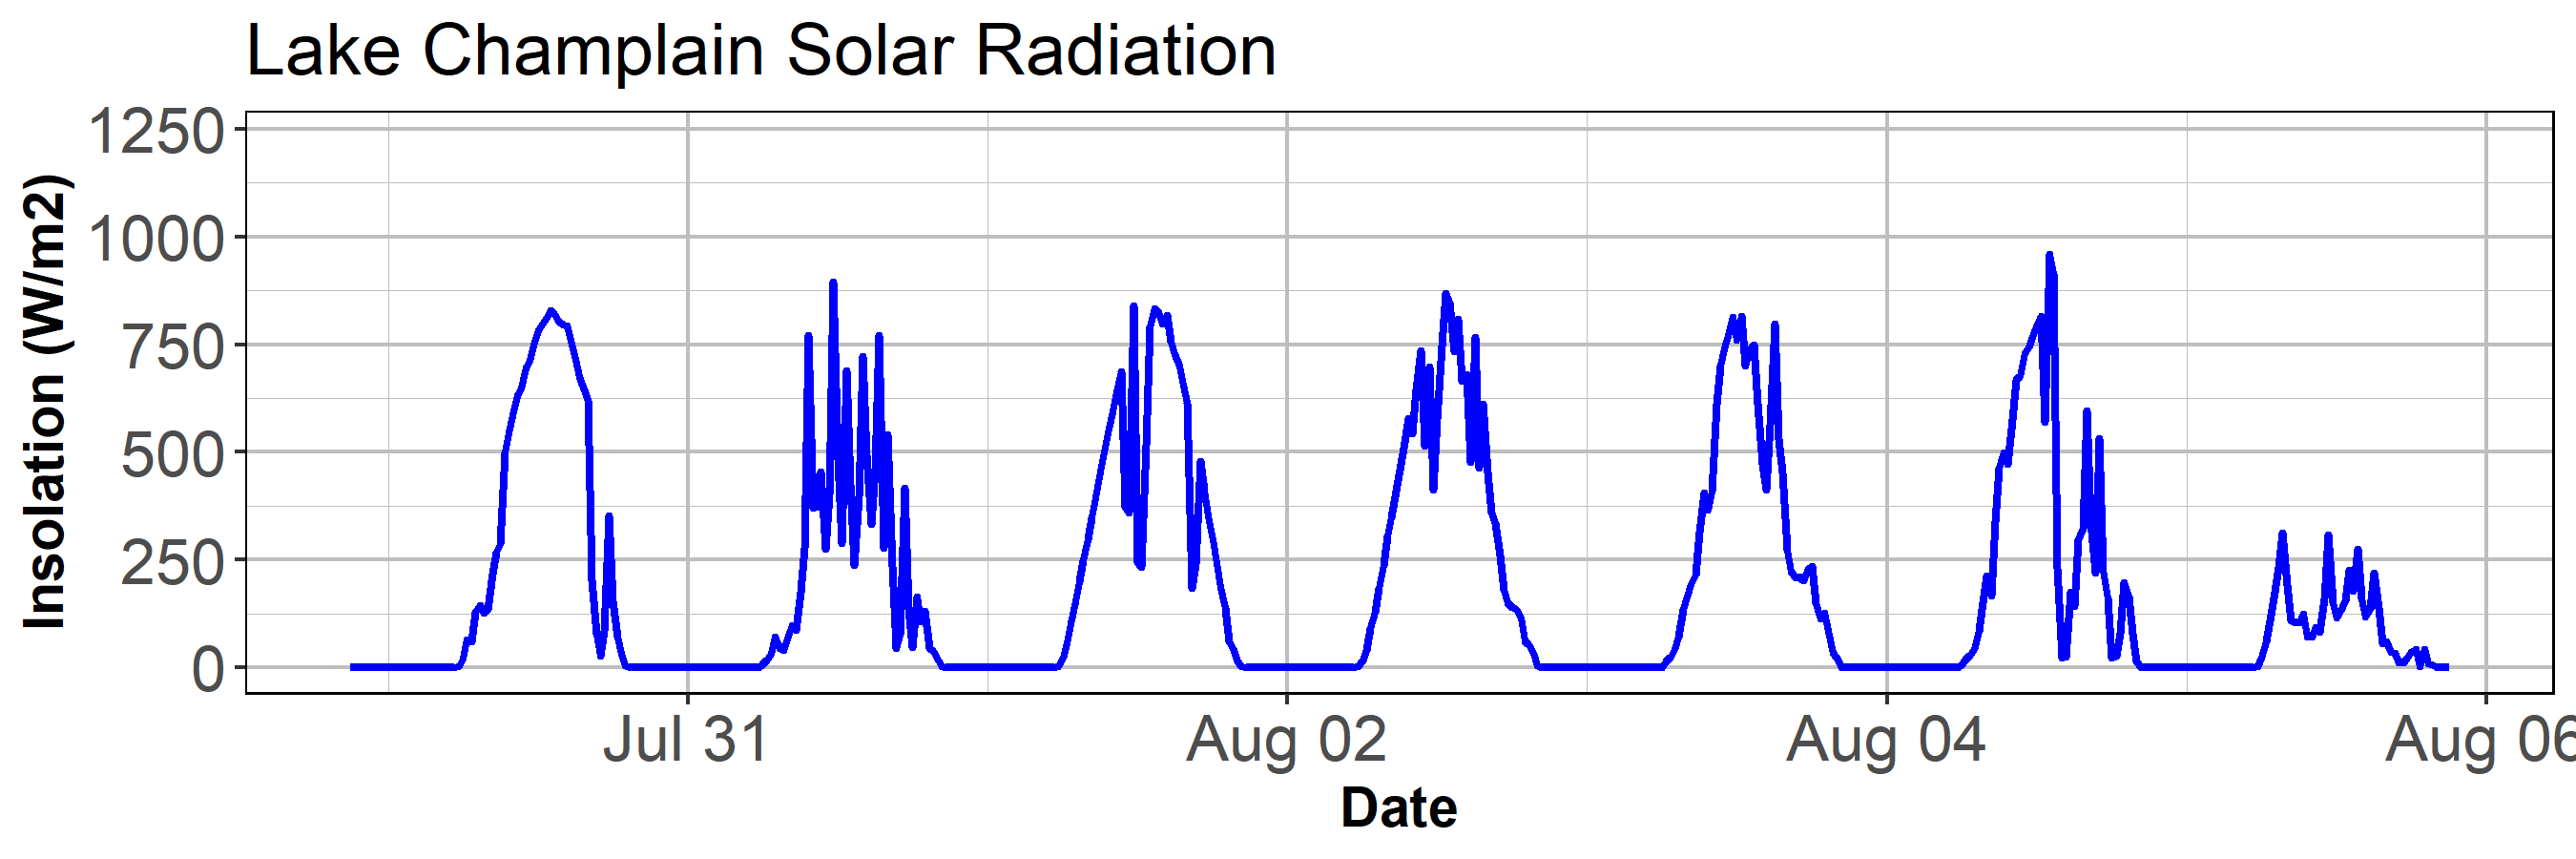 Lake Champlain Solar Radiation
Insolation (W/m2)
1250
1000
750
500
250
0
Jul 31 Aug 02 Aug 04 Aug 06
Date